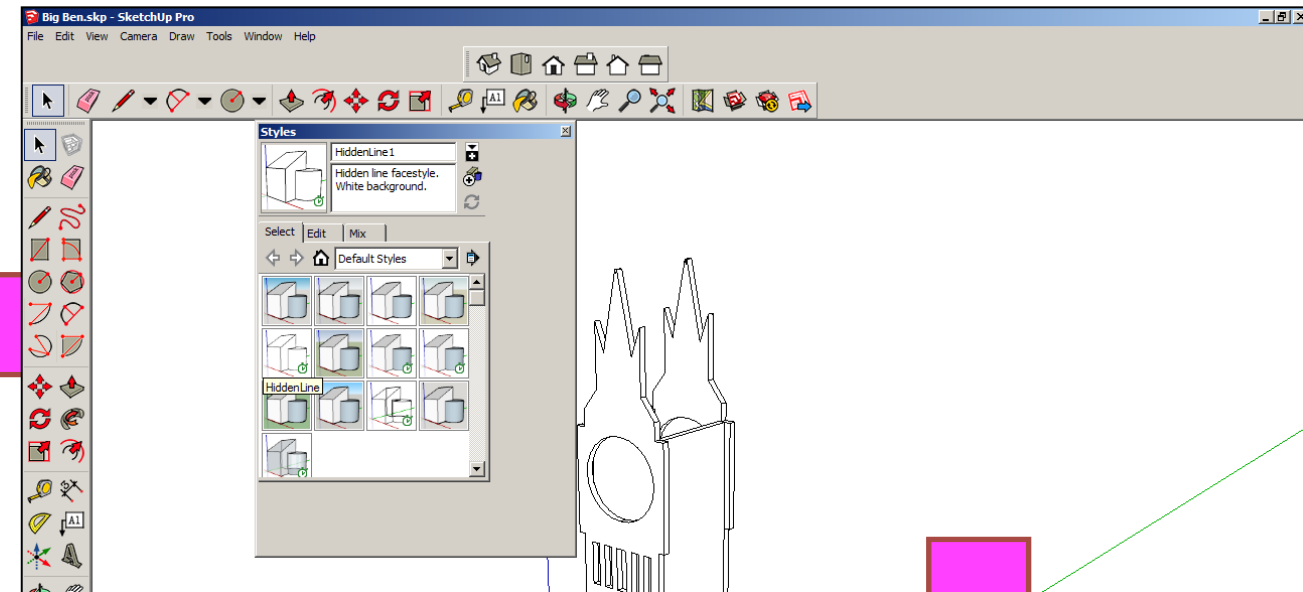 Big Ben.skp - SketchUp Pro
File Edit View Camera Draw Tools Window Help
A1
Styles
HiddenLine1
Hidden line facestyle.
White background.
Select Edit Mix
Default Styles
HiddenLine
A1